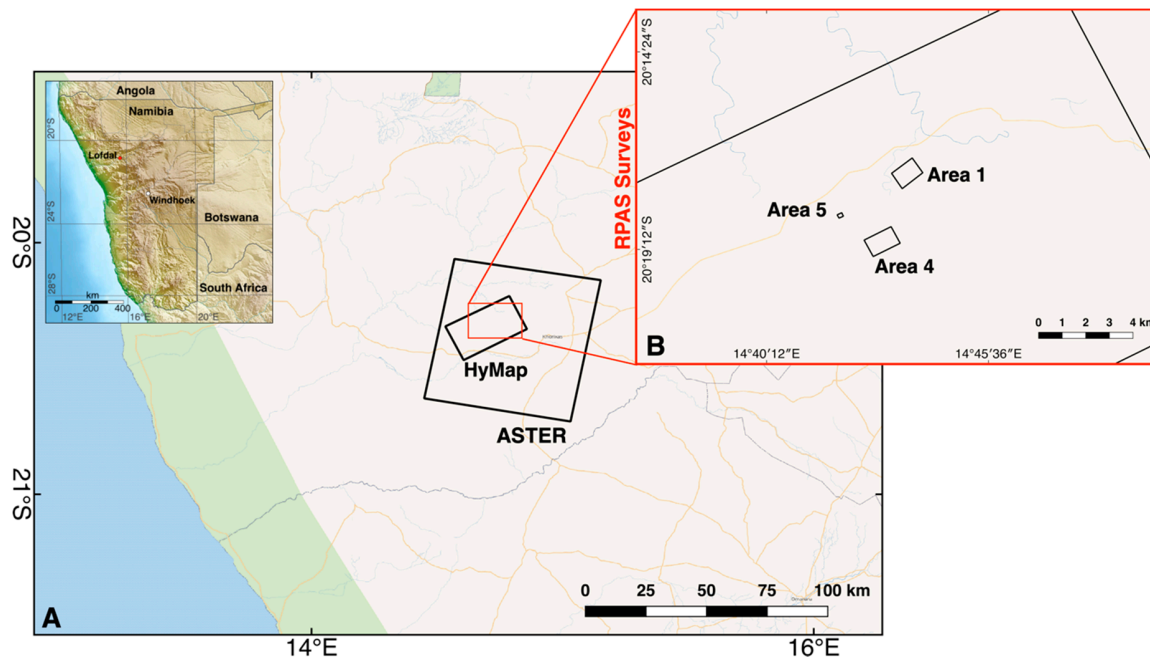 Angola
Namibia
20°S
Lofdal
Windhoek
24°S
Botswana
28°S
km
0 200 400
South Africa
12°E 16°E 20°E
20°S
21°S
HyMap
ASTER
0 25 50 75 100 km
A
14°E 16°E
RPAS Surveys
20°14'24"S
20°19'12"S
Area 1
Area 5
Area 4
0 1 2 3 4 km
B
14°40'12"E 14°45'36"E